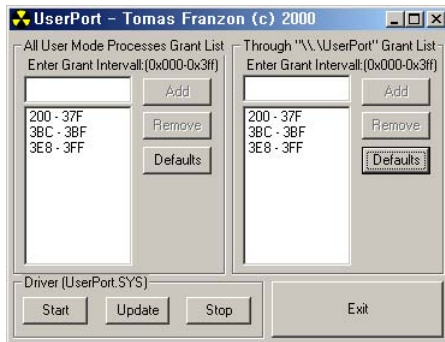 UserPort - Tomas Franzon (c) 2000
All User Mode Processes Grant List
Enter Grant Intervall:(0x000-0x3ff)
Add
200 - 37F
3BC - 3BF
3E8 - 3FF
Remove
Defaults
Through "\\.\UserPort" Grant List
Enter Grant Intervall:(0x000-0x3ff)
Add
200 - 37F
3BC - 3BF
3E8 - 3FF
Remove
Defaults
Driver (UserPort.SYS)
Start
Update
Stop
Exit